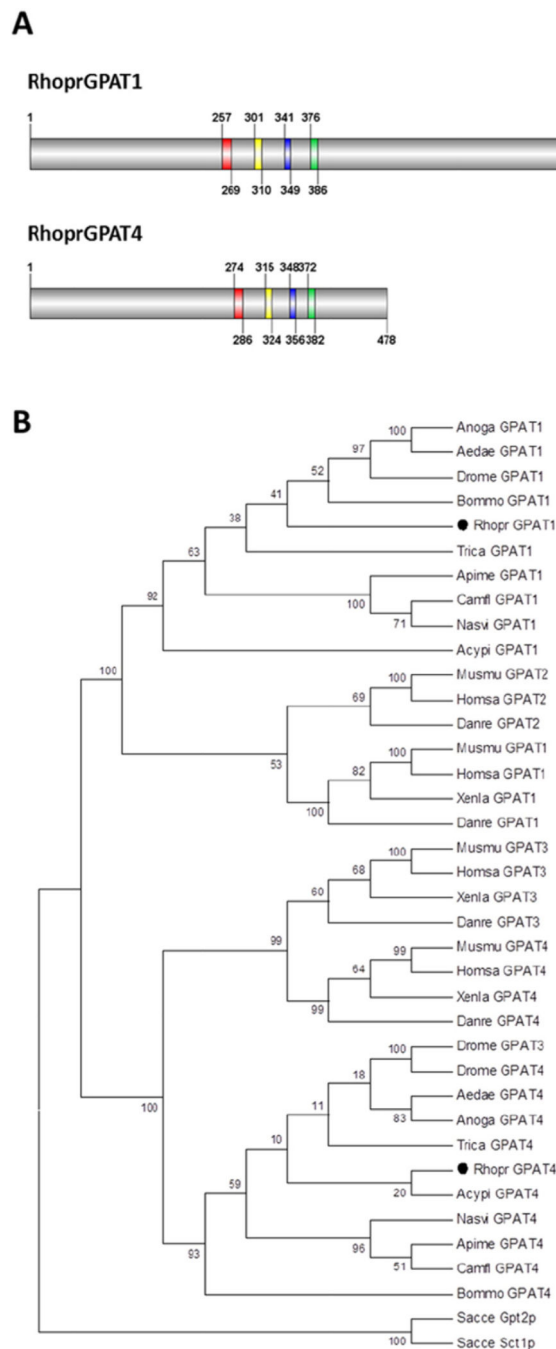 A
RhoprGPAT1
1 257 301 341 376
269 310 349 386
RhoprGPAT4
1 274 315 348 372
286 324 356 382 478
B
100 Anoga GPAT1
97 Aedae GPAT1
52 Drome GPAT1
41 Bommo GPAT1
38 Rhopr GPAT1
63 Trica GPAT1
92 Apime GPAT1
100 Camfl GPAT1
71 Nasvi GPAT1
100 Acypi GPAT1
100 Musmu GPAT2
69 Homsa GPAT2
Danre GPAT2
53 100 Musmu GPAT1
82 Homsa GPAT1
100 Xenla GPAT1
Danre GPAT1
100 Musmu GPAT3
68 Homsa GPAT3
60 Xenla GPAT3
99 Danre GPAT3
99 Musmu GPAT4
64 Homsa GPAT4
99 Xenla GPAT4
Danre GPAT4
100 Drome GPAT3
18 Drome GPAT4
11 Aedae GPAT4
100 83 Anoga GPAT4
10 Trica GPAT4
59 Rhopr GPAT4
20 Acypi GPAT4
Nasvi GPAT4
93 96 Apime GPAT4
51 Camfl GPAT4
Bommo GPAT4
Sacce Gpt2p
100 Sacce Sct1p